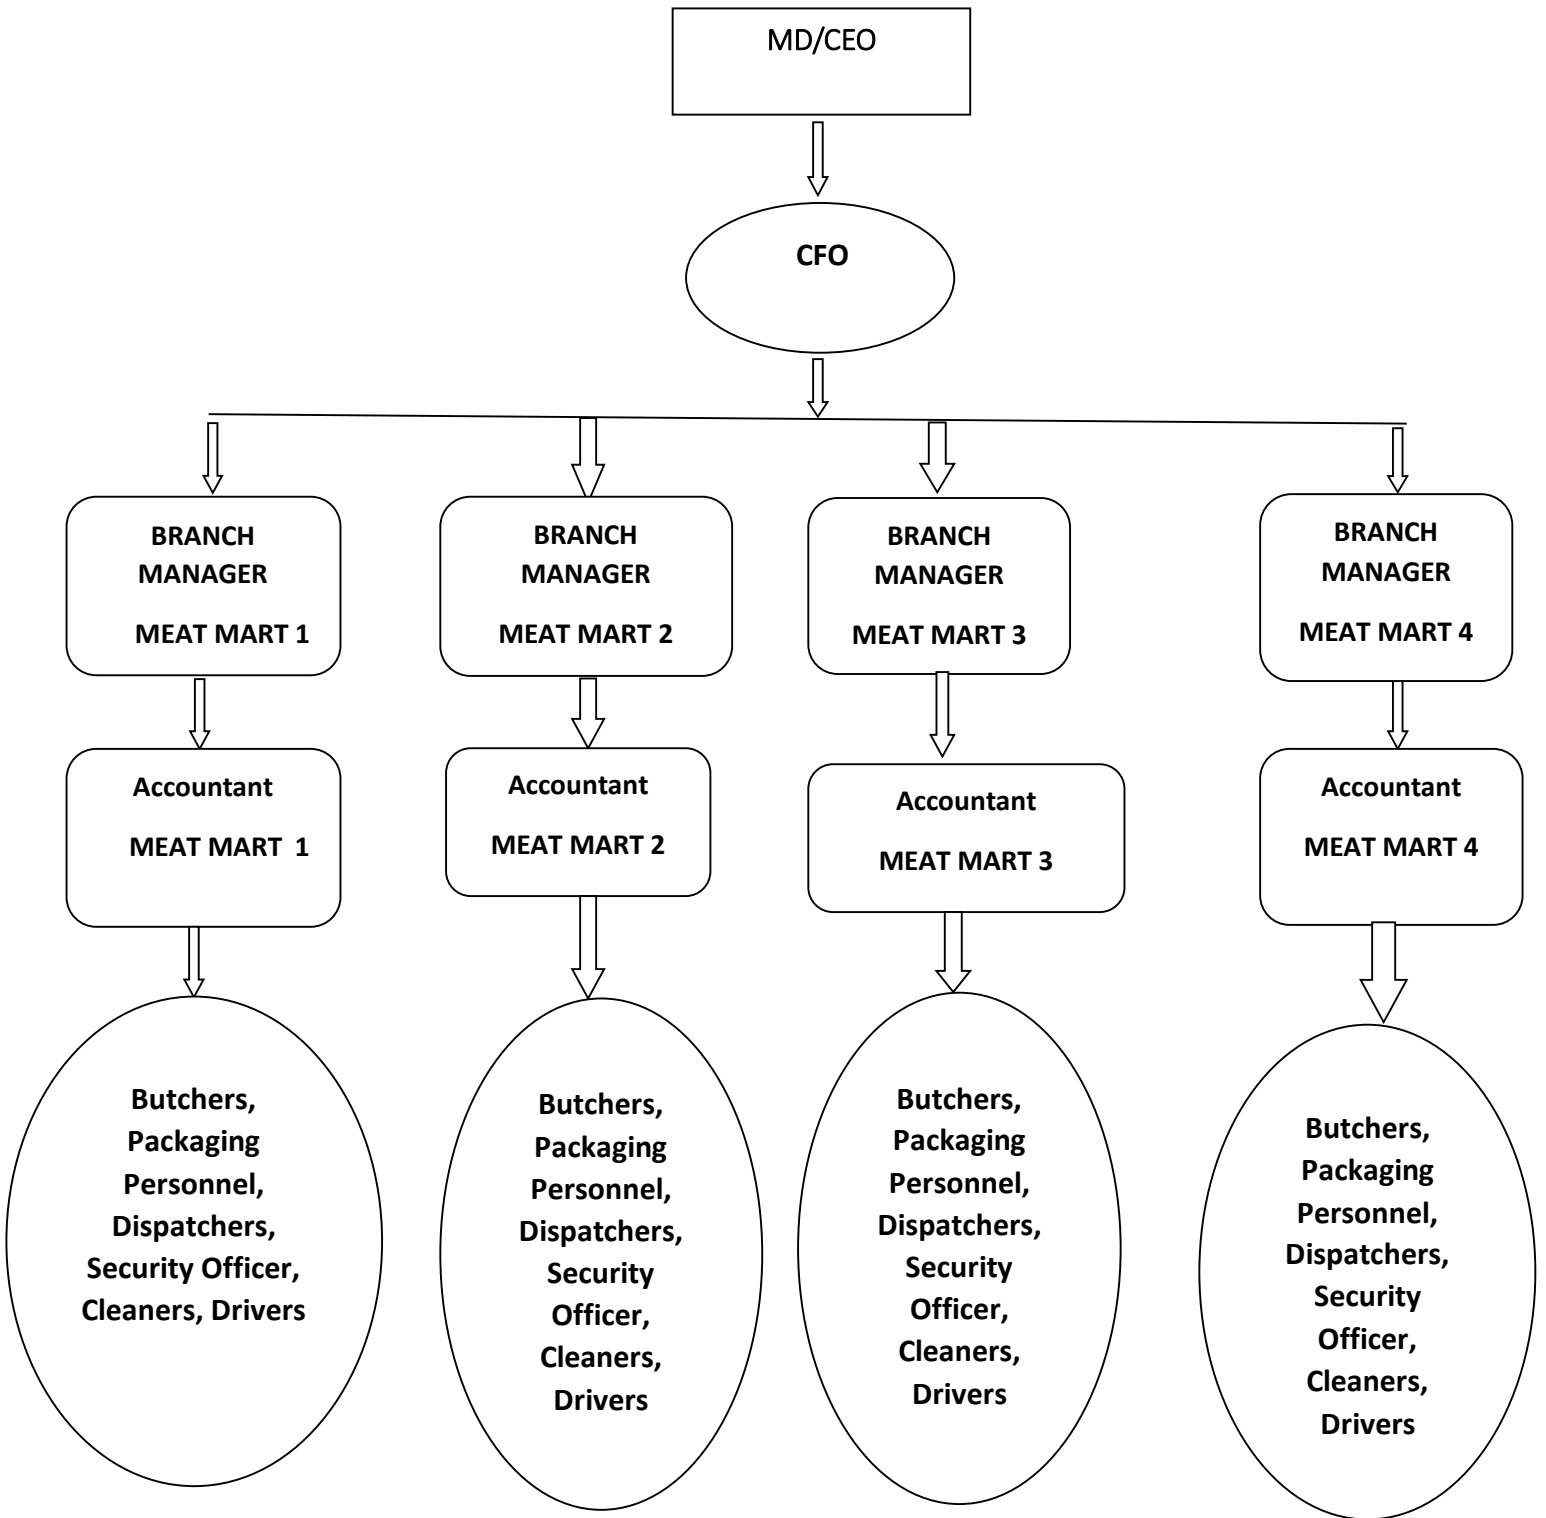 MD/CEO
CFO
BRANCH
MANAGER
MEAT MART 1
BRANCH
MANAGER
MEAT MART 2
BRANCH
MANAGER
MEAT MART 3
BRANCH
MANAGER
MEAT MART 4
Accountant
MEAT MART  1
Accountant
MEAT MART 2
Accountant
MEAT MART 3
Accountant
MEAT MART 4
Butchers,
Packaging
Personnel,
Dispatchers,
Security Officer,
Cleaners, Drivers
Butchers,
Packaging
Personnel,
Dispatchers,
Security
Officer,
Cleaners,
Drivers
Butchers,
Packaging
Personnel,
Dispatchers,
Security
Officer,
Cleaners,
Drivers
Butchers,
Packaging
Personnel,
Dispatchers,
Security
Officer,
Cleaners,
Drivers